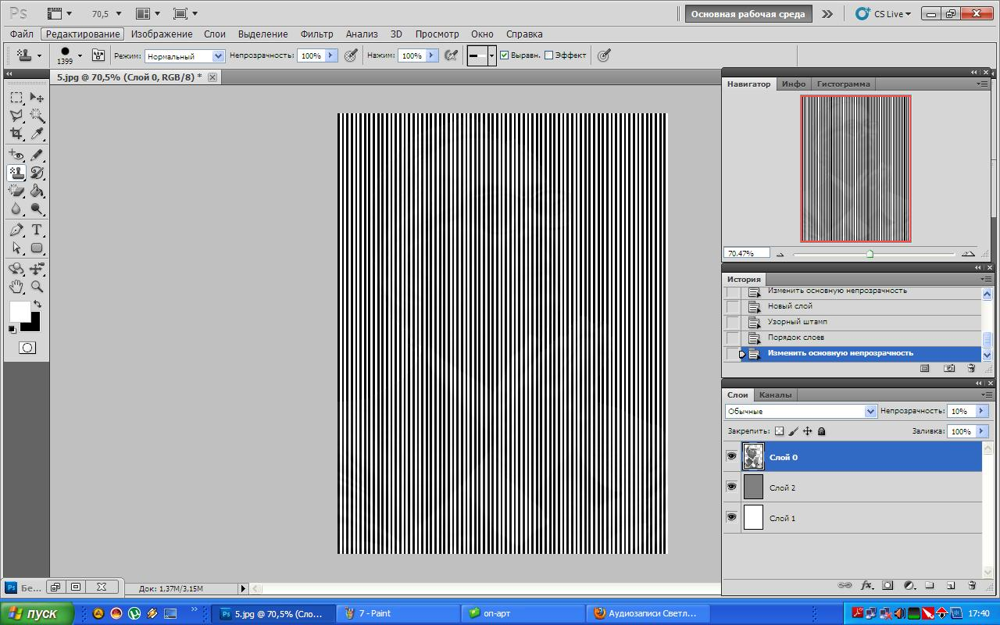 Ps 70,5 Основная рабочая среда CS Live
Файл Редактирование Изображение Слои Выделение Фильтр Анализ 3D Просмотр Окно Справка
1399 Режим: Нормальный Непрозрачность: 100% Нажим: 100% Выравн. Эффект
5.jpg @ 70,5% (Слой 0, RGB/8) *
Навигатор Инфо Гистограмма
70.47%
История
Изменить основную непрозрачность
Новый слой
Узорный штамп
Порядок слоев
Изменить основную непрозрачность
Слои Каналы
Обычные Непрозрачность: 10%
Закрепить: Заливка: 100%
Слой 0
Слой 2
Слой 1
Ps Бе... Док: 1,37M/3,15M
пуск 5.jpg @ 70,5% (Сло... 7 - Paint оп-арт Аудиозаписи Светл... 17:40